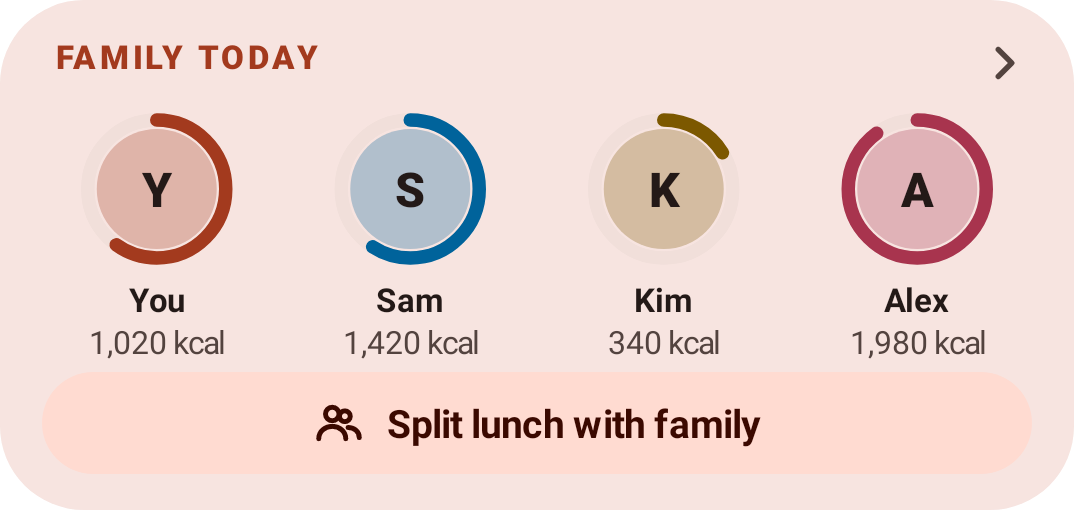 FAMILY TODAY
Y S K A
You Sam Kim Alex
1,020 kcal 1,420 kcal 340 kcal 1,980 kcal
Split lunch with family